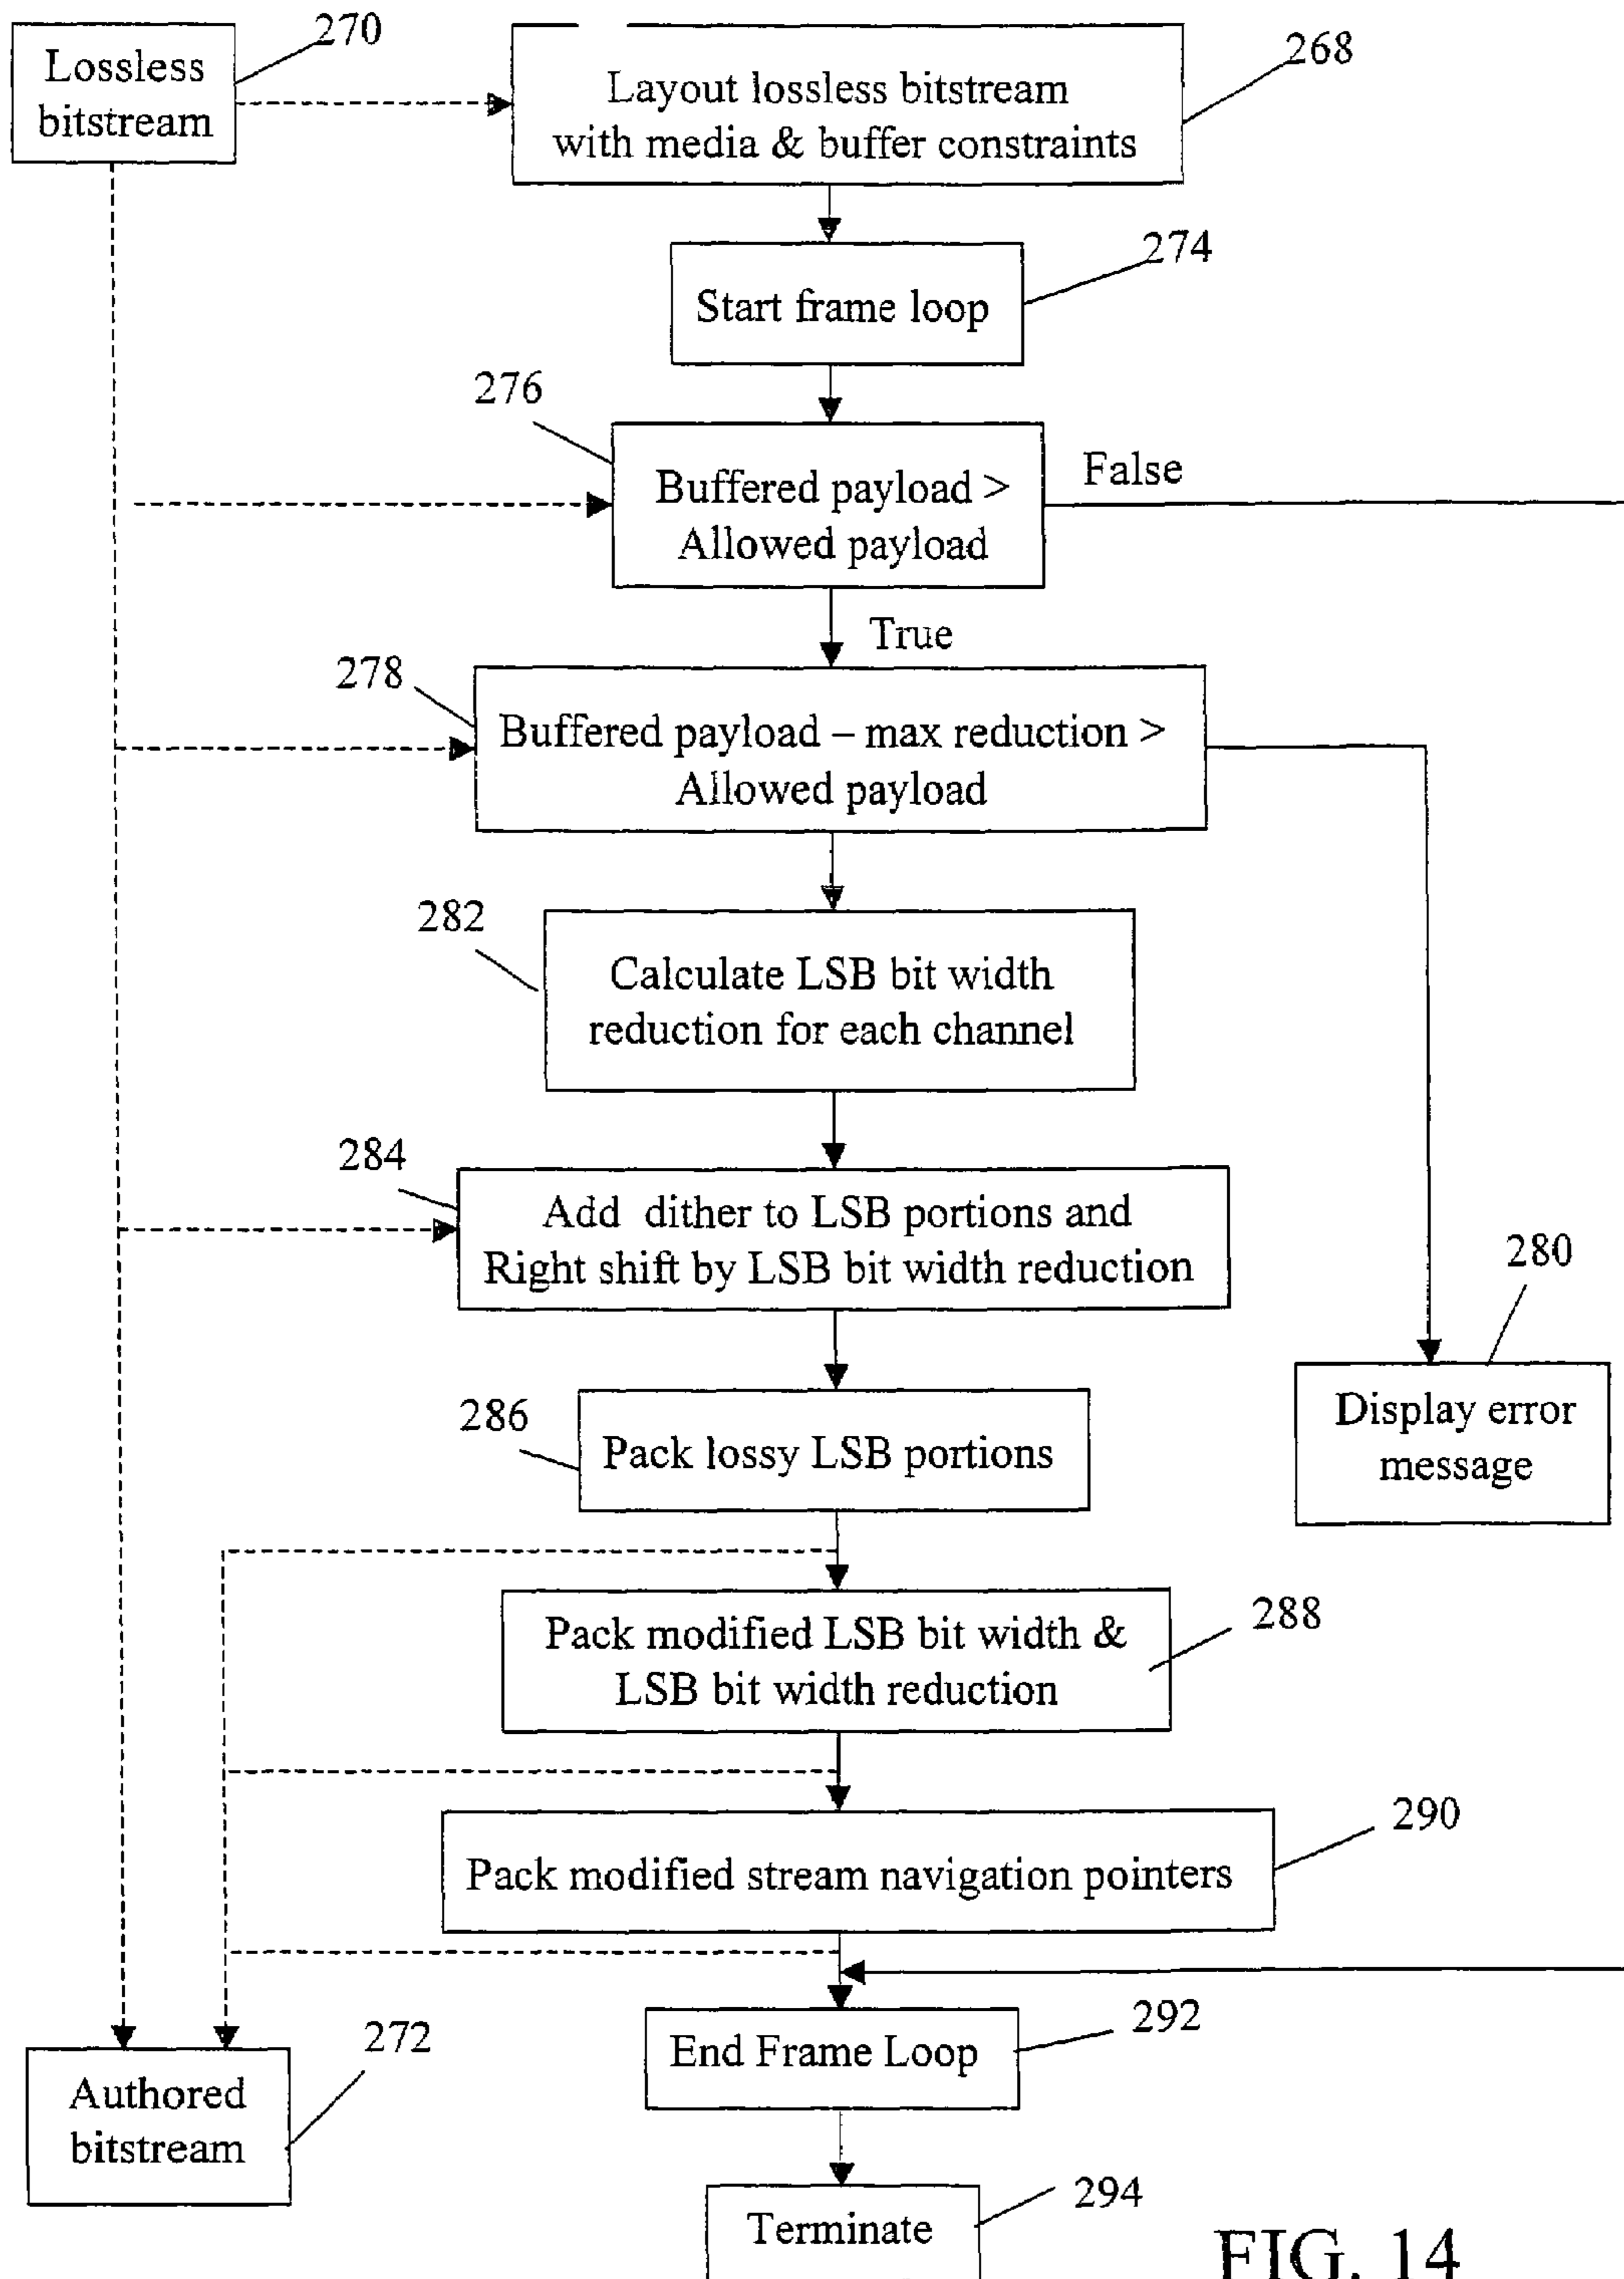 270
Lossless
bitstream
268
Layout lossless bitstream
with media & buffer constraints
274
Start frame loop
276
Buffered payload >
Allowed payload
False
True
278
Buffered payload – max reduction >
Allowed payload
282
Calculate LSB bit width
reduction for each channel
284
Add dither to LSB portions and
Right shift by LSB bit width reduction
280
Display error
message
286
Pack lossy LSB portions
288
Pack modified LSB bit width &
LSB bit width reduction
290
Pack modified stream navigation pointers
292
End Frame Loop
272
Authored
bitstream
294
Terminate
FIG. 14